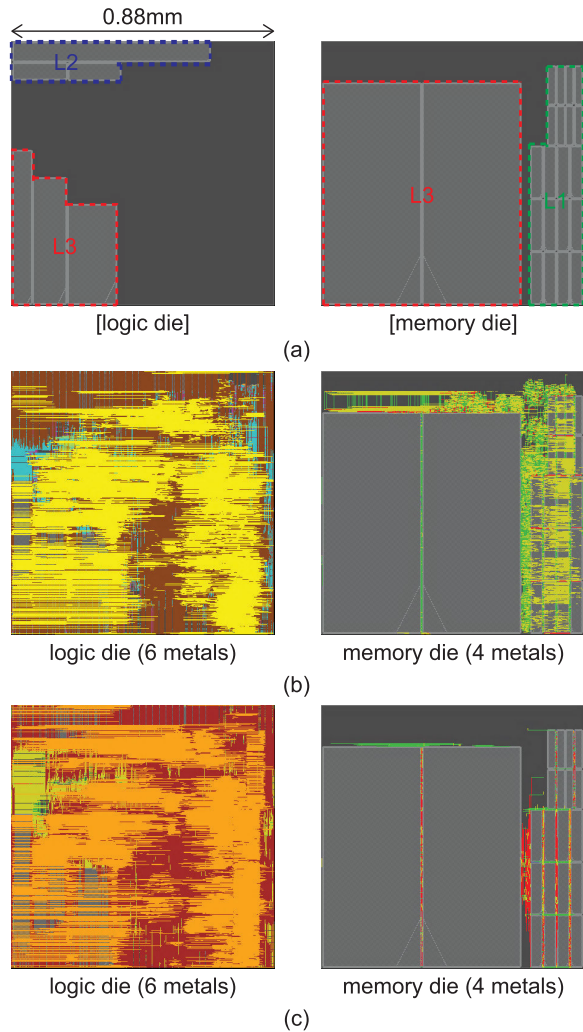 0.88mm
L2
L3
L3
L1
[logic die]
[memory die]
(a)
logic die (6 metals)
memory die (4 metals)
(b)
logic die (6 metals)
memory die (4 metals)
(c)